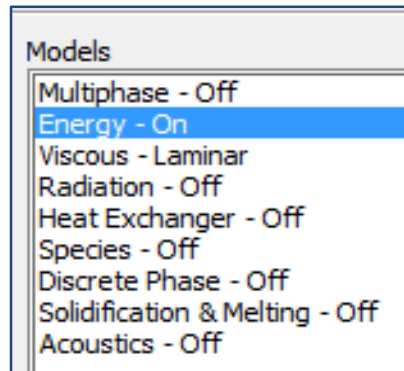 Models
Multiphase - Off
Energy - On
Viscous - Laminar
Radiation - Off
Heat Exchanger - Off
Species - Off
Discrete Phase - Off
Solidification & Melting - Off
Acoustics - Off